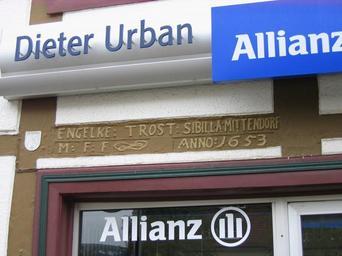 Dieter Urban Allianz
ENGELKE: TROST: SIBILLA·MITTENDORF
M: F: F ANNO: 1653
Allianz